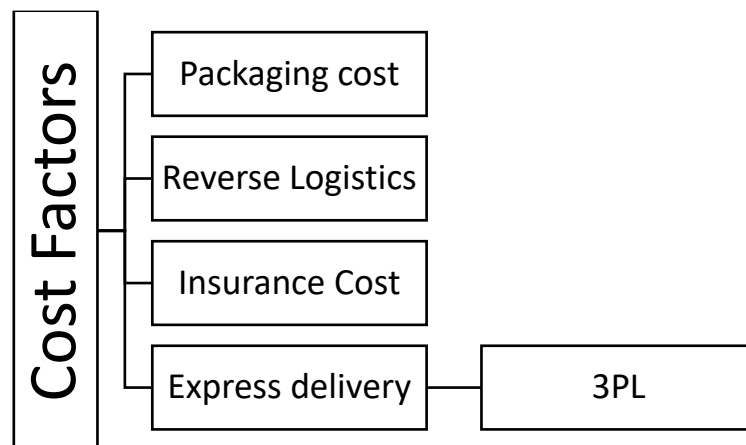 Cost Factors
Packaging cost
Reverse Logistics
Insurance Cost
Express delivery
3PL